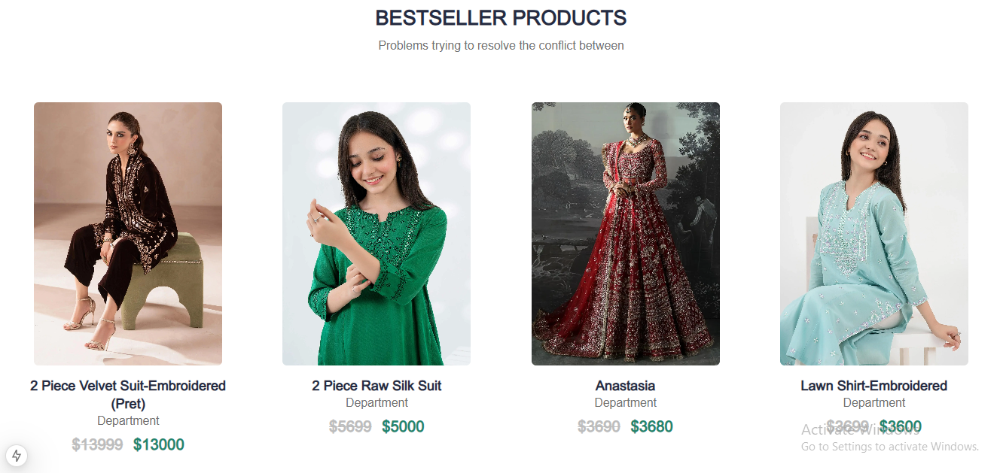 BESTSELLER PRODUCTS
Problems trying to resolve the conflict between
2 Piece Velvet Suit-Embroidered
(Pret)
Department
$13999 $13000
2 Piece Raw Silk Suit
Department
$5699 $5000
Anastasia
Department
$3690 $3680
Lawn Shirt-Embroidered
Department
$3699 $3600
Activate Windows
Go to Settings to activate Windows.